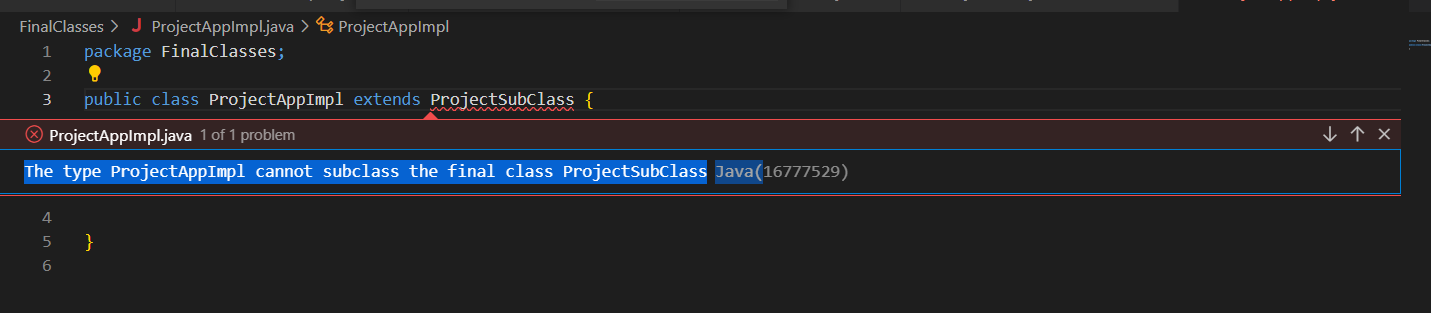 FinalClasses > ProjectAppImpl.java > ProjectAppImpl
1 package FinalClasses;
2
3 public class ProjectAppImpl extends ProjectSubClass {
ProjectAppImpl.java 1 of 1 problem
The type ProjectAppImpl cannot subclass the final class ProjectSubClass Java(16777529)
4
5 }
6